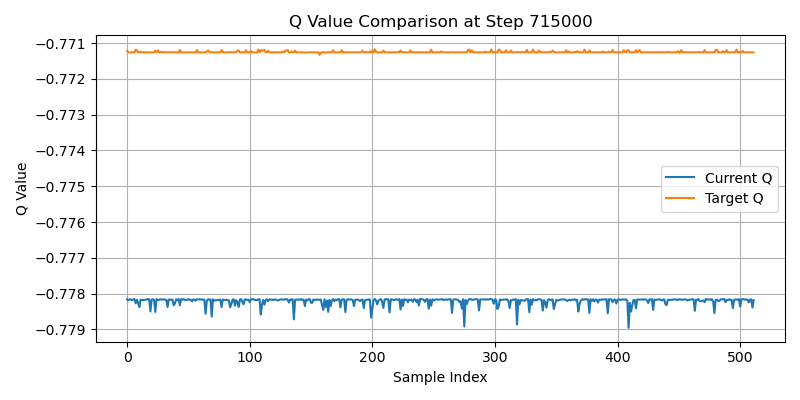 Q Value Comparison at Step 715000
−0.771
−0.772
−0.773
−0.774
−0.775
−0.776
−0.777
−0.778
−0.779
Q Value
Current Q
Target Q
0 100 200 300 400 500
Sample Index